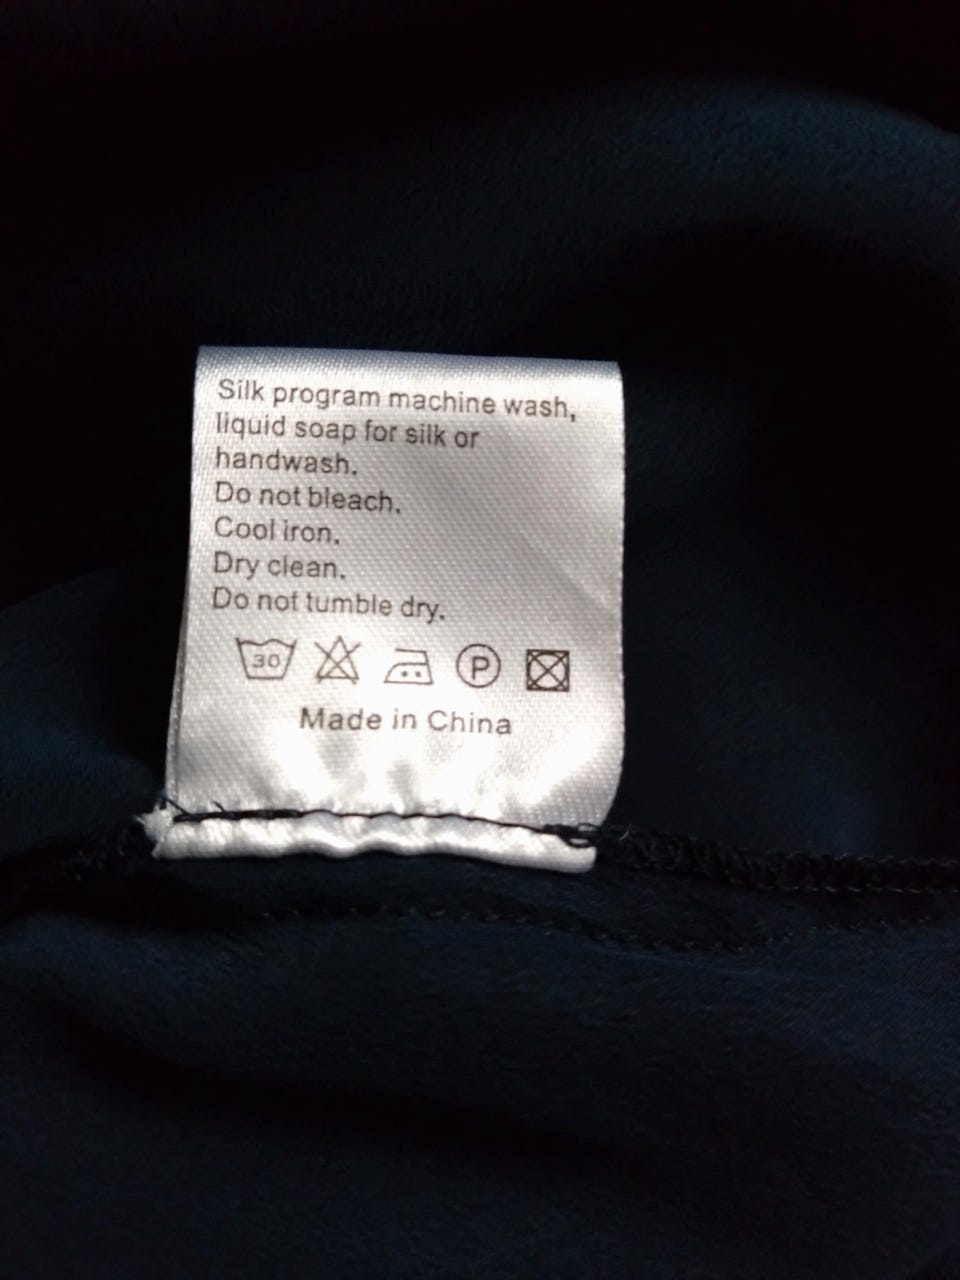 Silk program machine wash,
liquid soap for silk or
handwash.
Do not bleach.
Cool iron.
Dry clean.
Do not tumble dry.
30 P
Made in China